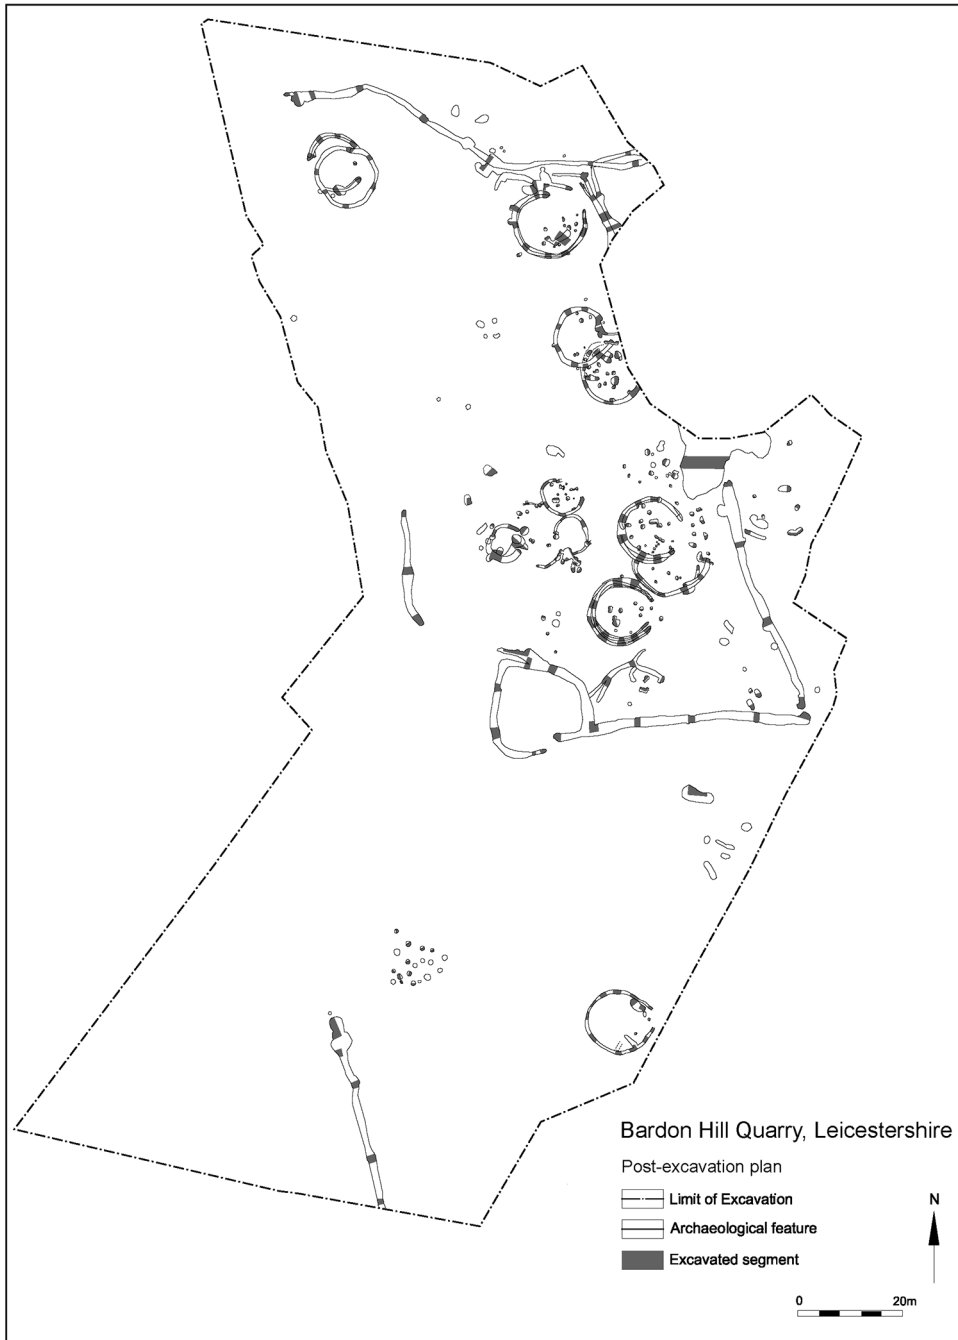 Bardon Hill Quarry, Leicestershire
Post-excavation plan
Limit of Excavation
Archaeological feature
Excavated segment
N
0 20m